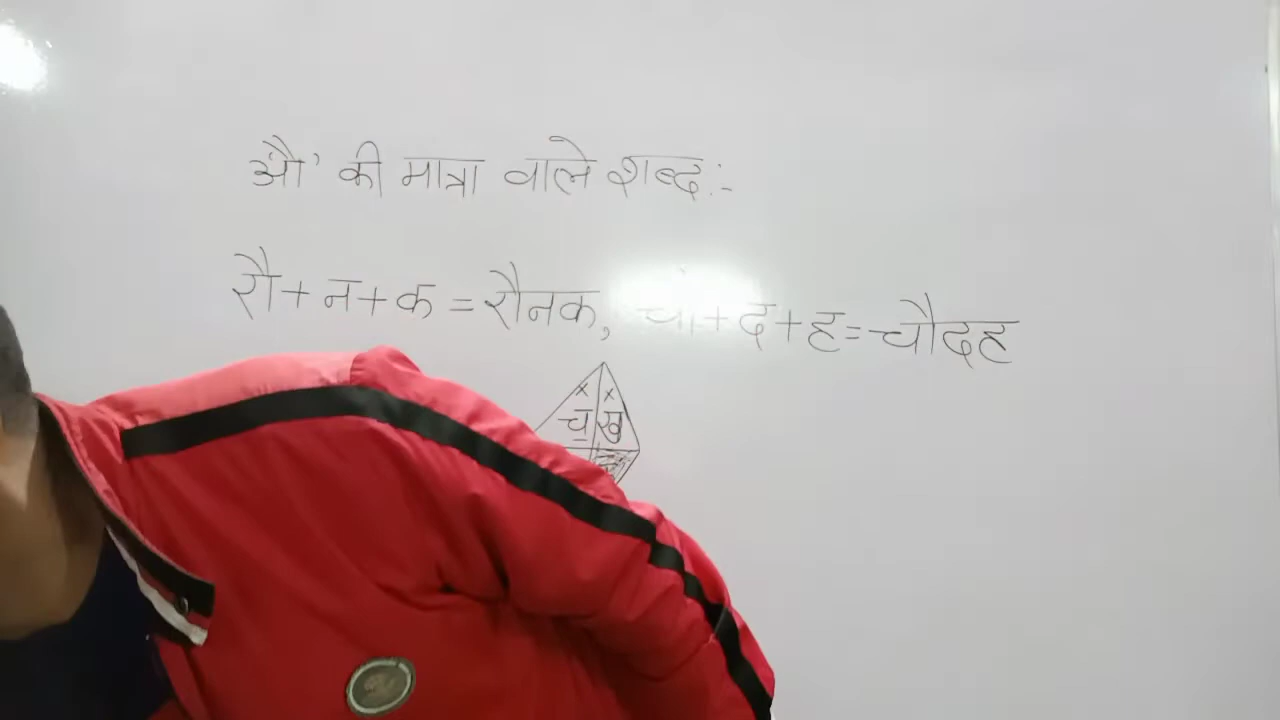 'औ' की मात्रा वाले शब्द:-
रौ+न+क=रौनक, चौ+द+ह=चौदह
x x
च ख